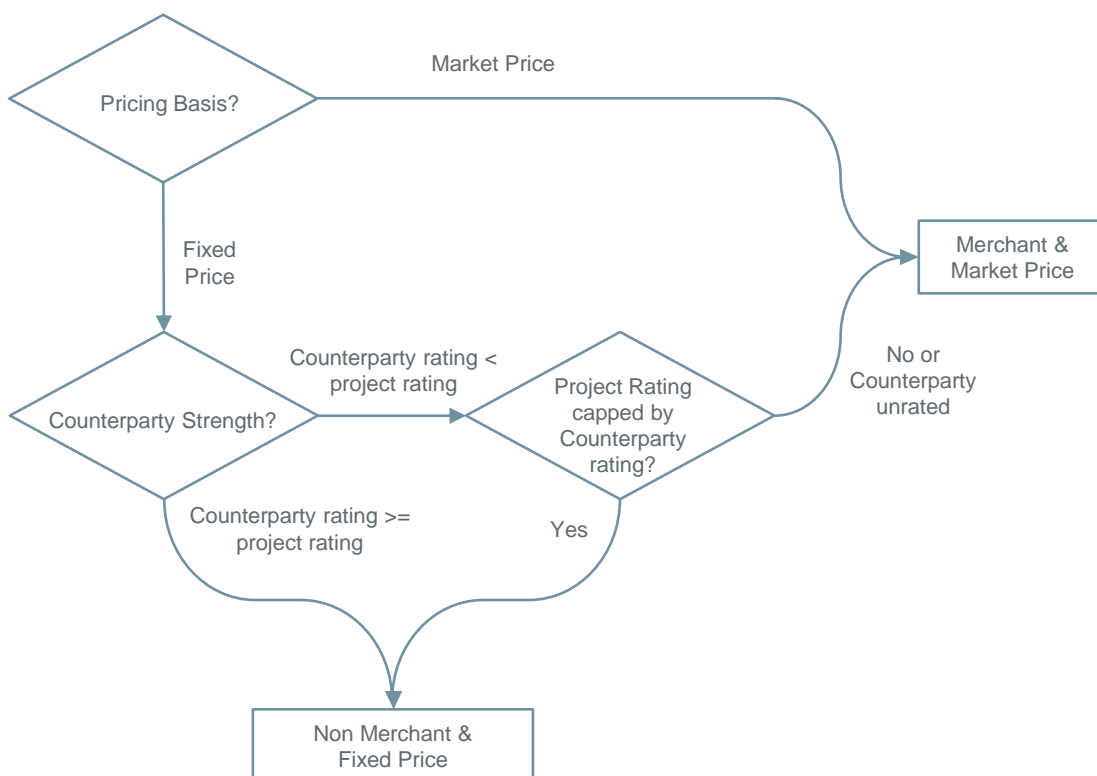 Market Price
Pricing Basis?
Fixed
Price
Merchant &
Market Price
Counterparty rating <
project rating
No or
Counterparty
unrated
Counterparty Strength?
Project Rating
capped by
Counterparty
rating?
Counterparty rating >=
project rating
Yes
Non Merchant &
Fixed Price